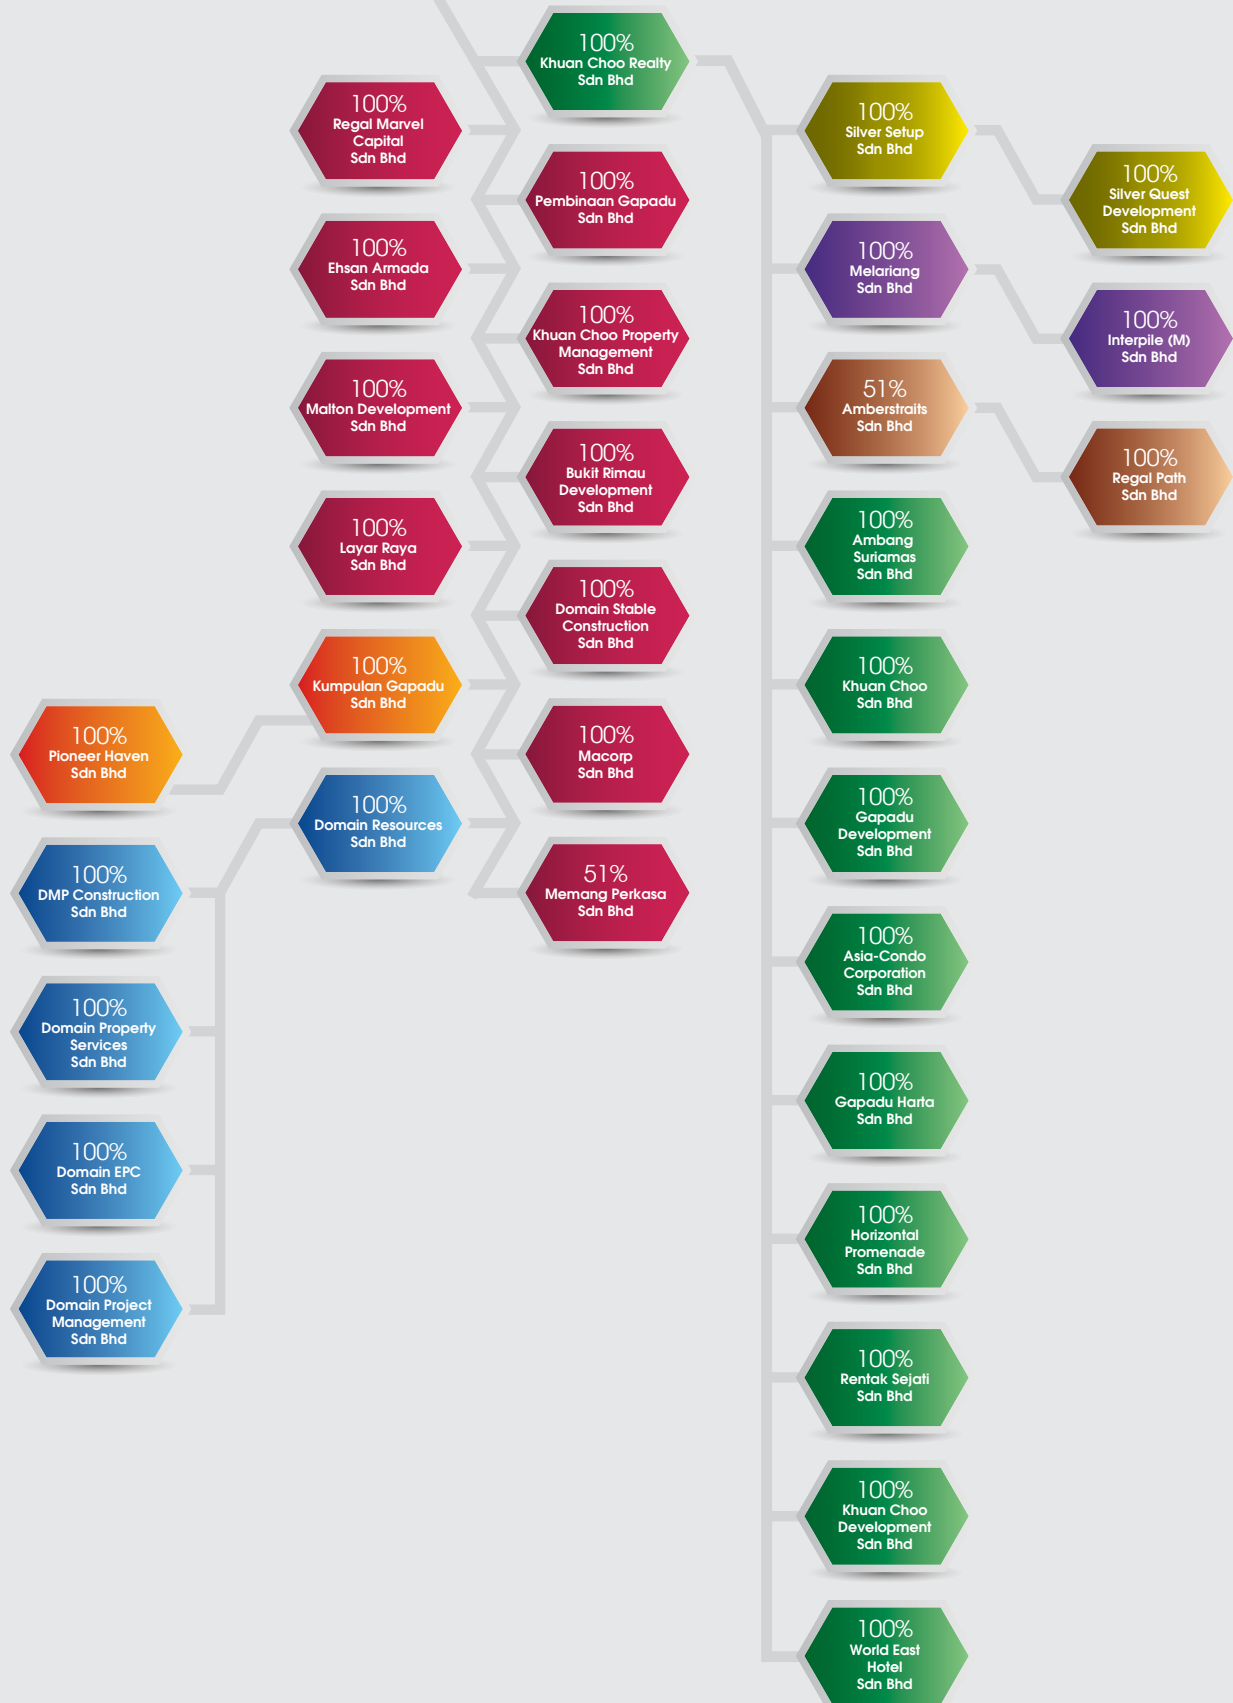 100%
Khuan Choo Realty
Sdn Bhd
100%
Regal Marvel
Capital
Sdn Bhd
100%
Pembinaan Gapadu
Sdn Bhd
100%
Ehsan Armada
Sdn Bhd
100%
Khuan Choo Property
Management
Sdn Bhd
100%
Malton Development
Sdn Bhd
100%
Bukit Rimau
Development
Sdn Bhd
100%
Layar Raya
Sdn Bhd
100%
Domain Stable
Construction
Sdn Bhd
100%
Kumpulan Gapadu
Sdn Bhd
100%
Macorp
Sdn Bhd
100%
Domain Resources
Sdn Bhd
51%
Memang Perkasa
Sdn Bhd
100%
Pioneer Haven
Sdn Bhd
100%
DMP Construction
Sdn Bhd
100%
Domain Property
Services
Sdn Bhd
100%
Domain EPC
Sdn Bhd
100%
Domain Project
Management
Sdn Bhd
100%
Silver Setup
Sdn Bhd
100%
Silver Quest
Development
Sdn Bhd
100%
Melariang
Sdn Bhd
100%
Interpile (M)
Sdn Bhd
51%
Amberstraits
Sdn Bhd
100%
Regal Path
Sdn Bhd
100%
Ambang
Suriamas
Sdn Bhd
100%
Khuan Choo
Sdn Bhd
100%
Gapadu
Development
Sdn Bhd
100%
Asia-Condo
Corporation
Sdn Bhd
100%
Gapadu Harta
Sdn Bhd
100%
Horizontal
Promenade
Sdn Bhd
100%
Rentak Sejati
Sdn Bhd
100%
Khuan Choo
Development
Sdn Bhd
100%
World East
Hotel
Sdn Bhd